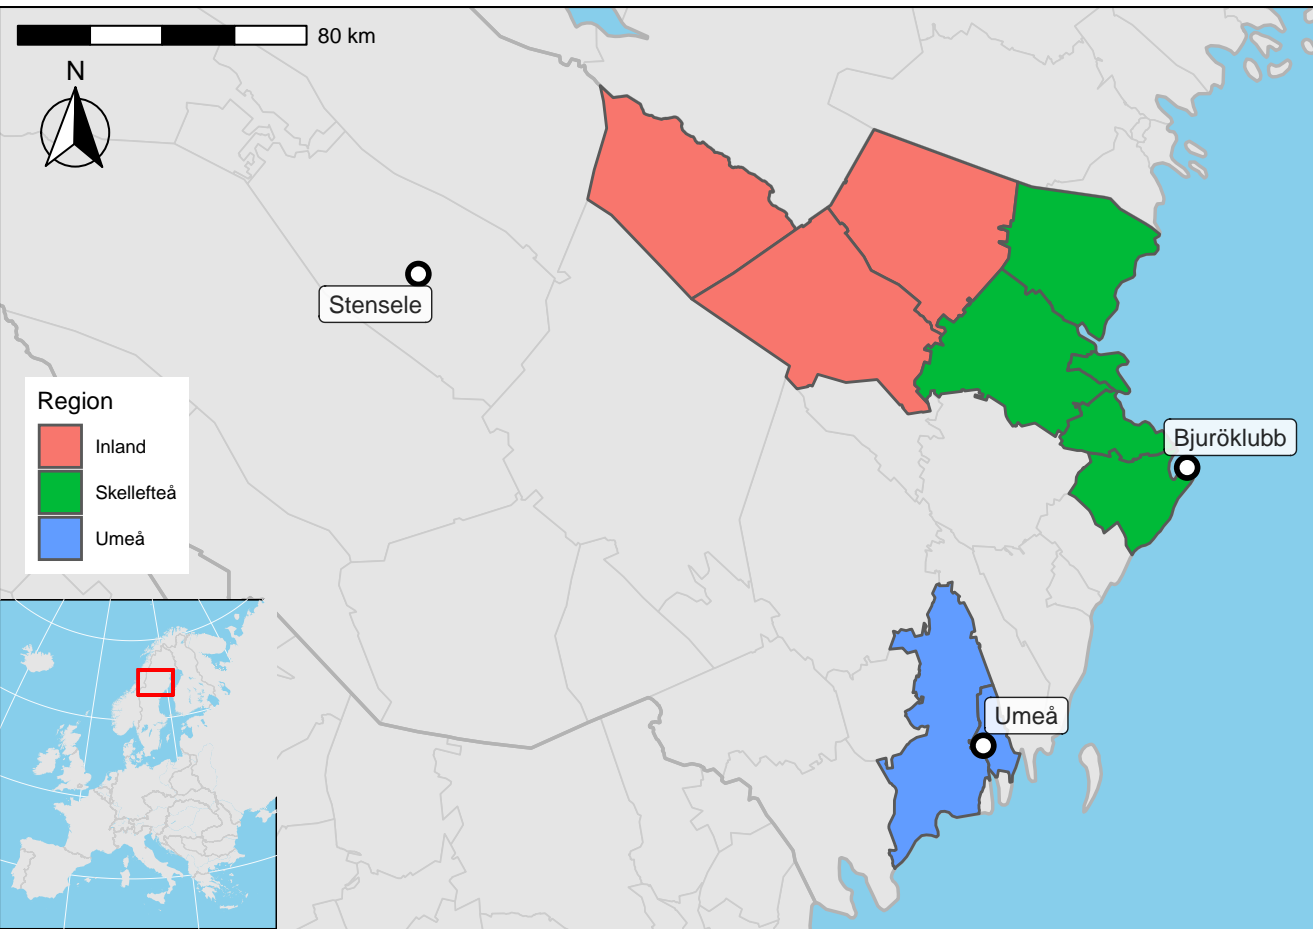 80 km
N
Stensele
Region
Inland
Skellefteå
Umeå
Bjuröklubb
Umeå